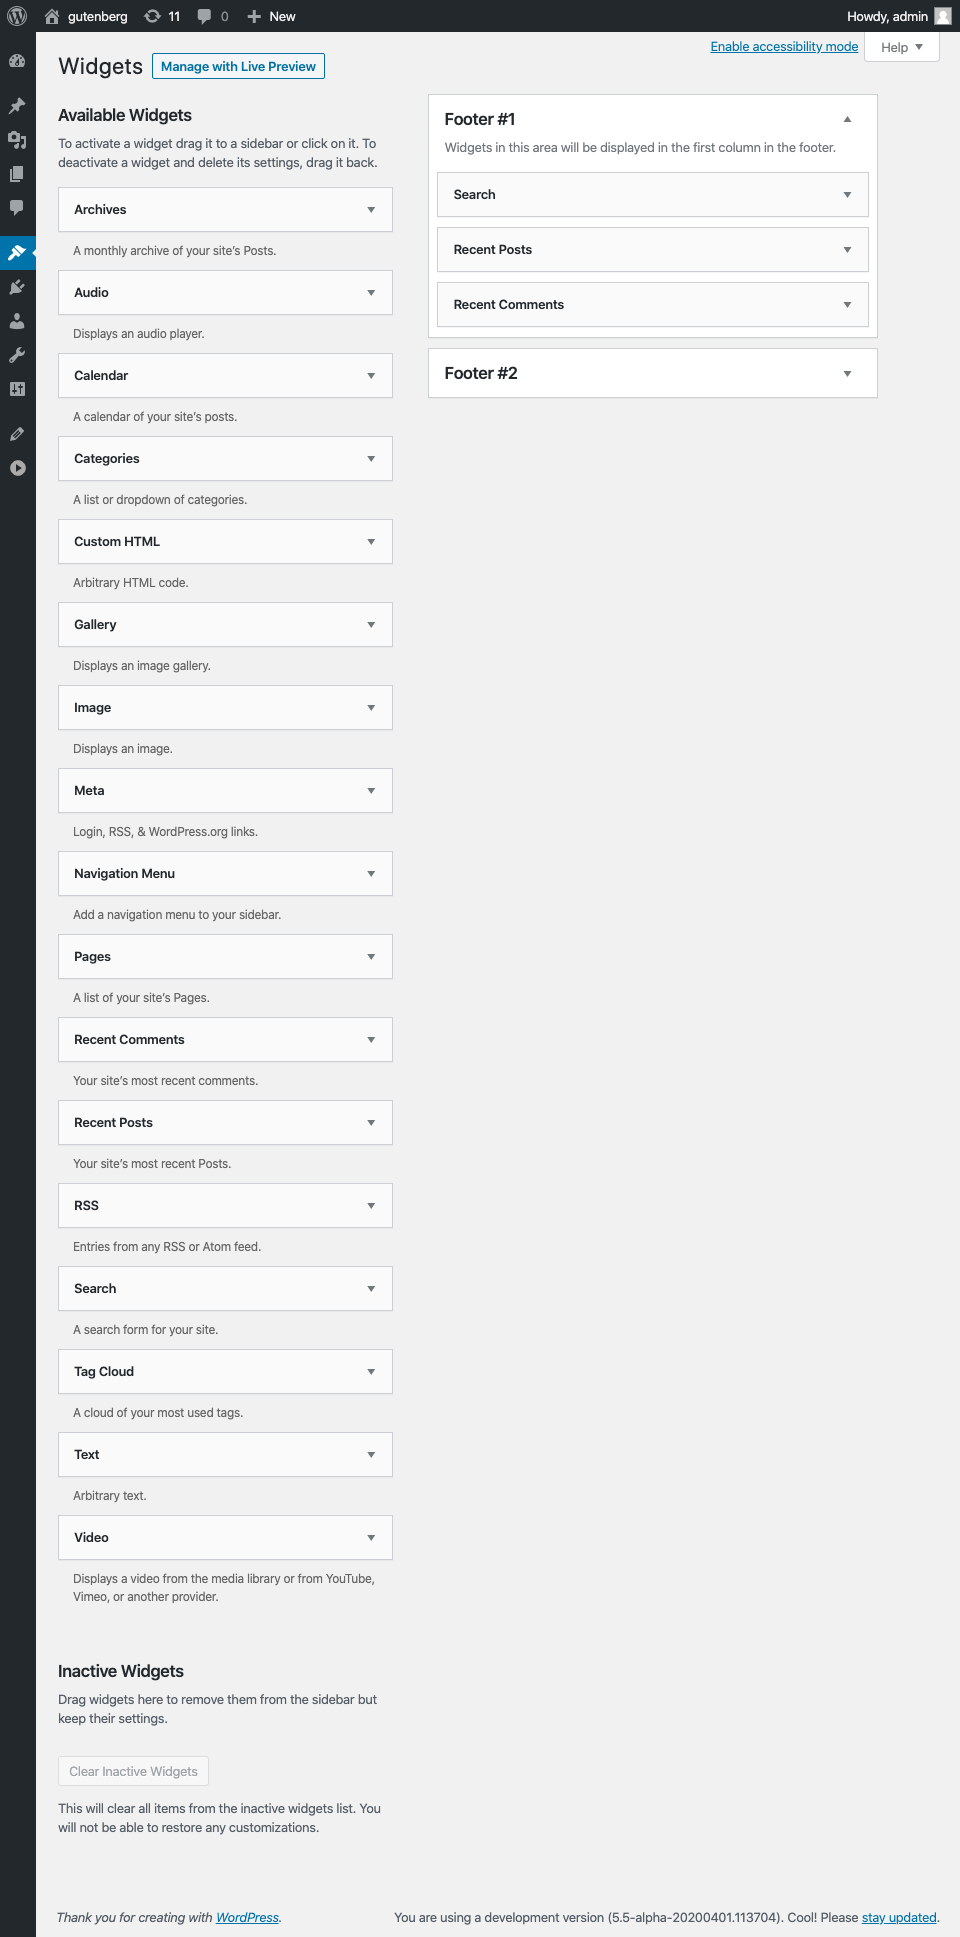 gutenberg 11 0 New Howdy, admin
Enable accessibility mode Help
Widgets Manage with Live Preview
Available Widgets
To activate a widget drag it to a sidebar or click on it. To
deactivate a widget and delete its settings, drag it back.
Archives
A monthly archive of your site's Posts.
Audio
Displays an audio player.
Calendar
A calendar of your site's posts.
Categories
A list or dropdown of categories.
Custom HTML
Arbitrary HTML code.
Gallery
Displays an image gallery.
Image
Displays an image.
Meta
Login, RSS, & WordPress.org links.
Navigation Menu
Add a navigation menu to your sidebar.
Pages
A list of your site's Pages.
Recent Comments
Your site's most recent comments.
Recent Posts
Your site's most recent Posts.
RSS
Entries from any RSS or Atom feed.
Search
A search form for your site.
Tag Cloud
A cloud of your most used tags.
Text
Arbitrary text.
Video
Displays a video from the media library or from YouTube,
Vimeo, or another provider.
Inactive Widgets
Drag widgets here to remove them from the sidebar but
keep their settings.
Clear Inactive Widgets
This will clear all items from the inactive widgets list. You
will not be able to restore any customizations.
Footer #1
Widgets in this area will be displayed in the first column in the footer.
Search
Recent Posts
Recent Comments
Footer #2
Thank you for creating with WordPress. You are using a development version (5.5-alpha-20200401.113704). Cool! Please stay updated.